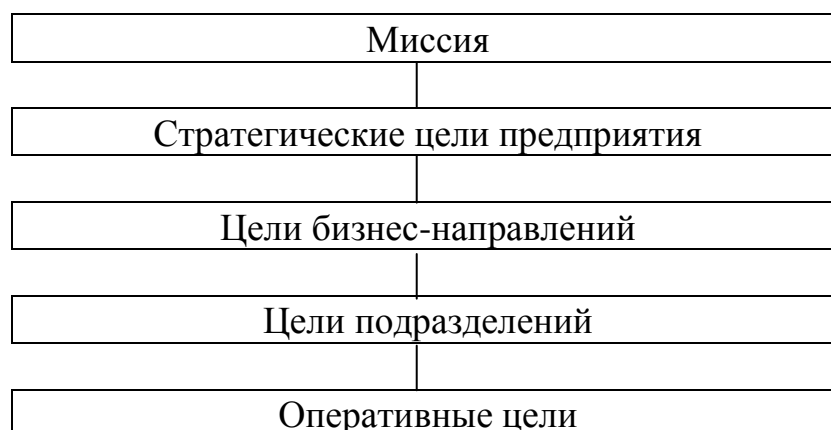 Миссия
Стратегические цели предприятия
Цели бизнес-направлений
Цели подразделений
Оперативные цели